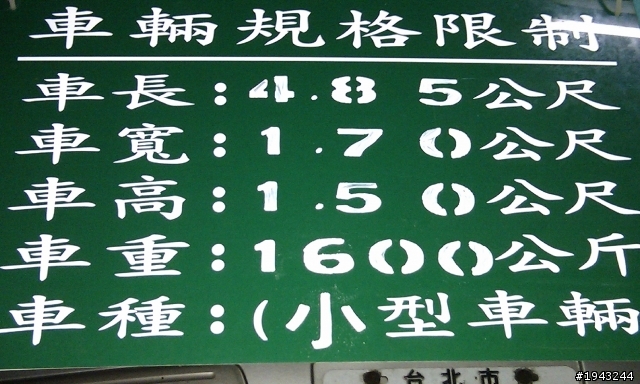 車輛規格限制
車長：4.85公尺
車寬：1.70公尺
車高：1.50公尺
車重：1600公斤
車種：(小型車輛
台北市
#1943244